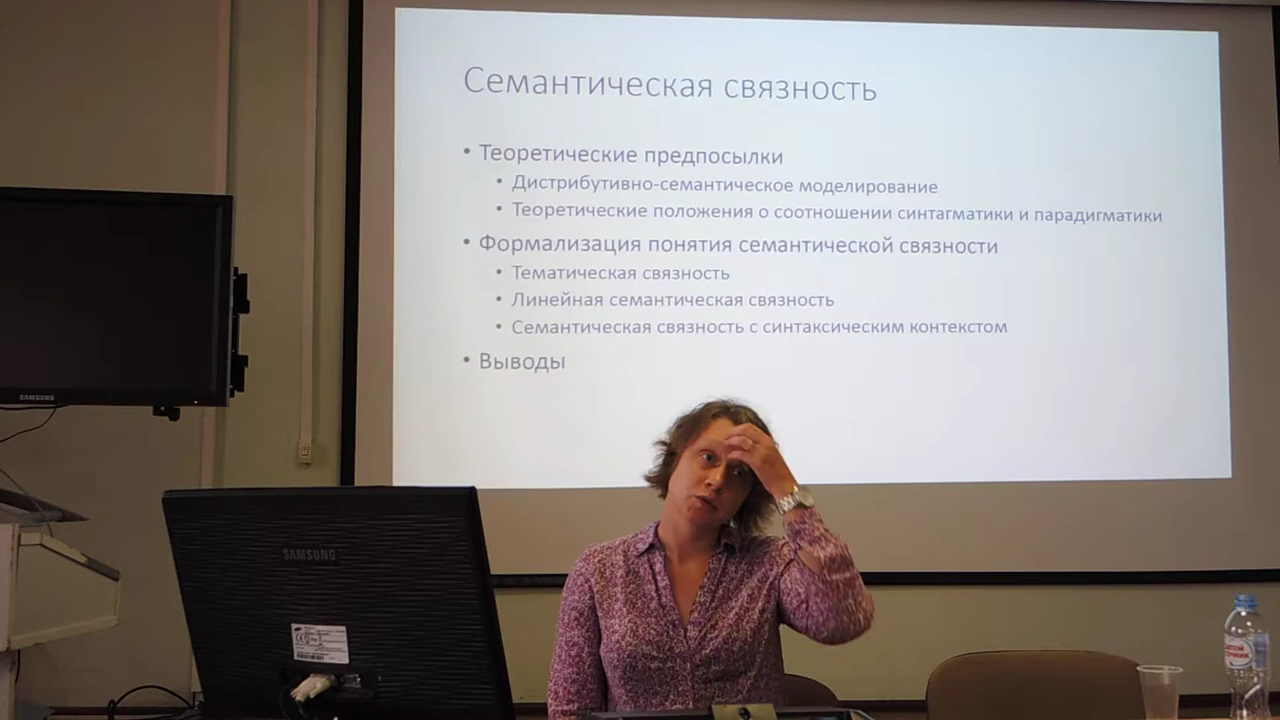 Семантическая связность
• Теоретические предпосылки
• Дистрибутивно-семантическое моделирование
• Теоретические положения о соотношении синтагматики и парадигматики
• Формализация понятия семантической связности
• Тематическая связность
• Линейная семантическая связность
• Семантическая связность с синтаксическим контекстом
• Выводы
SAMSUNG
SAMSUNG